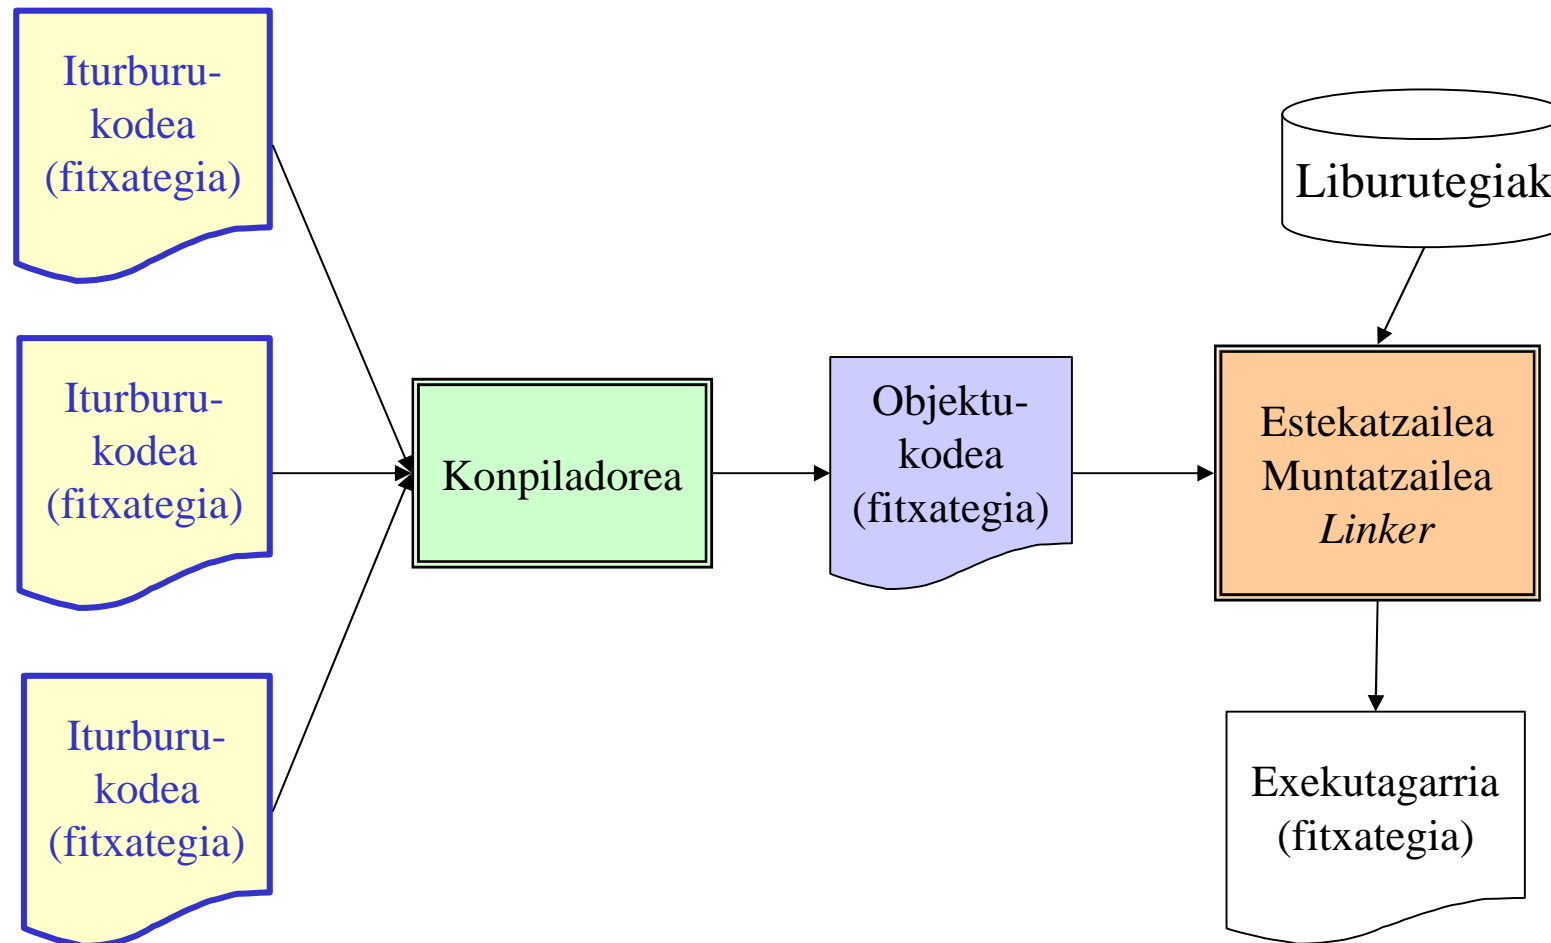 Iturburu-
kodea
(fitxategia)
Iturburu-
kodea
(fitxategia)
Iturburu-
kodea
(fitxategia)
Konpiladorea
Objektu-
kodea
(fitxategia)
Liburutegiak
Estekatzailea
Muntatzailea
Linker
Exekutagarria
(fitxategia)